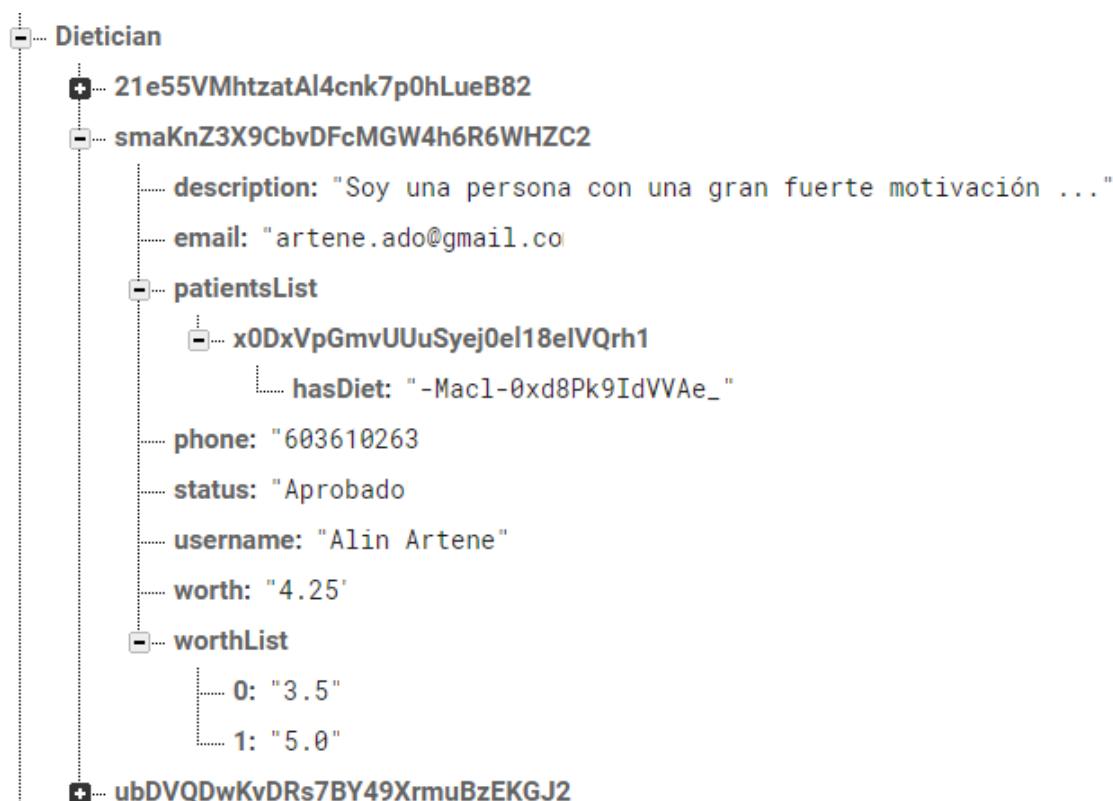 Dietician
21e55VMhtzatAl4cnk7p0hLueB82
smaKnZ3X9CbvDFcMGW4h6R6WHZC2
description: "Soy una persona con una gran fuerte motivación ..."
email: "artene.ado@gmail.co
patientsList
x0DxVpGmvUUuSyej0el18elVQrh1
hasDiet: "-Macl-0xd8Pk9IdVVAe_"
phone: "603610263
status: "Aprobado
username: "Alin Artene"
worth: "4.25'
worthList
0: "3.5"
1: "5.0"
ubDVQDwKvDRs7BY49XrmuBzEKGJ2